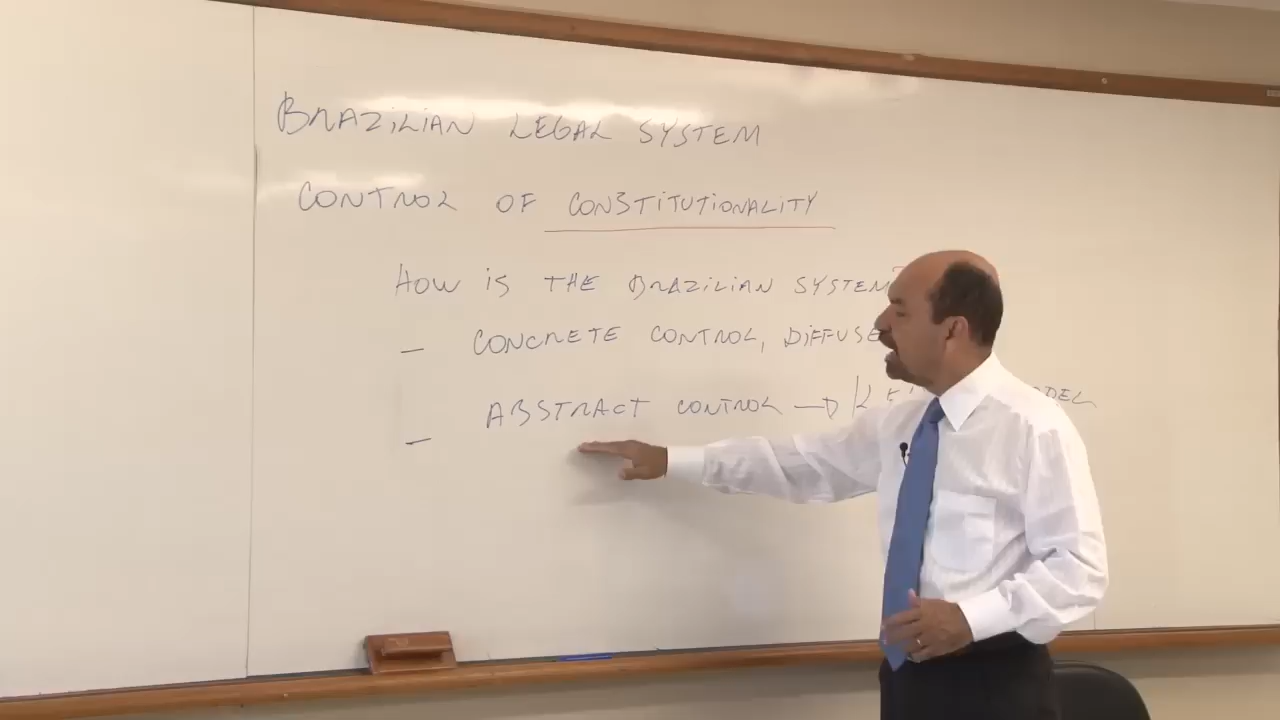 BRAZILIAN LEGAL SYSTEM
CONTROL OF CONSTITUTIONALITY
HOW IS THE BRAZILIAN SYSTEM?
- CONCRETE CONTROL, DIFFUSE
- ABSTRACT CONTROL →